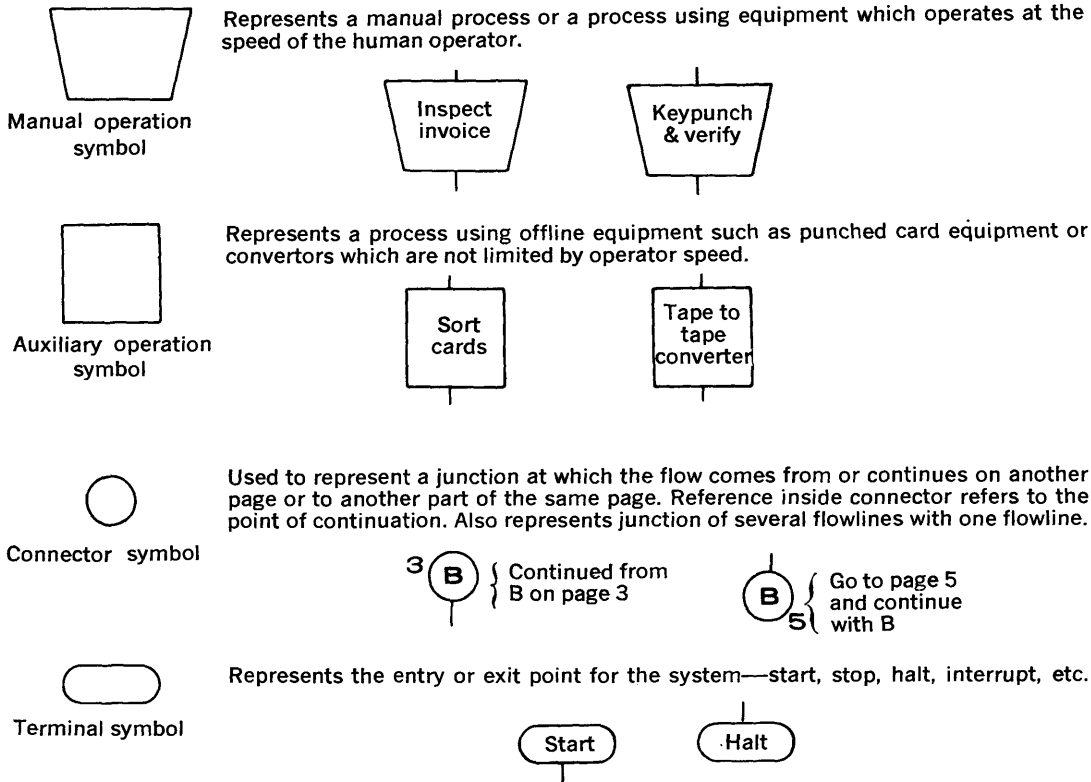 Represents a manual process or a process using equipment which operates at the
speed of the human operator.
Manual operation
symbol
Inspect
invoice
Keypunch
& verify
Represents a process using offline equipment such as punched card equipment or
convertors which are not limited by operator speed.
Auxiliary operation
symbol
Sort
cards
Tape to
tape
converter
Used to represent a junction at which the flow comes from or continues on another
page or to another part of the same page. Reference inside connector refers to the
point of continuation. Also represents junction of several flowlines with one flowline.
Connector symbol
3 B { Continued from
B on page 3
B 5 { Go to page 5
and continue
with B
Represents the entry or exit point for the system—start, stop, halt, interrupt, etc.
Terminal symbol
Start
Halt